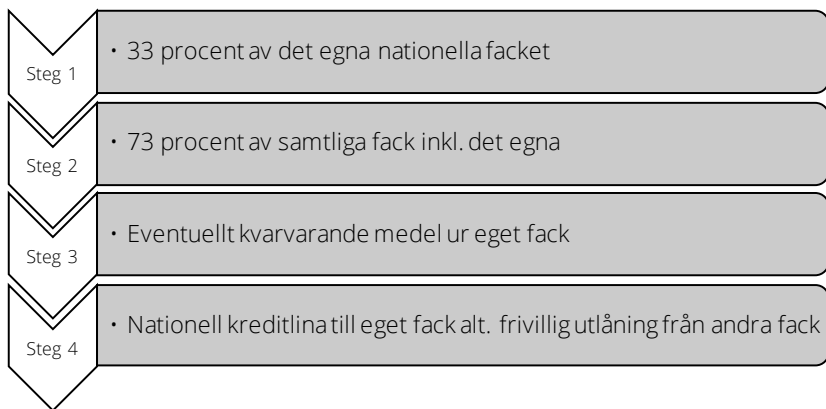 Steg 1
• 33 procent av det egna nationella facket
Steg 2
• 73 procent av samtliga fack inkl. det egna
Steg 3
• Eventuellt kvarvarande medel ur eget fack
Steg 4
• Nationell kreditlina till eget fack alt. frivillig utlåning från andra fack